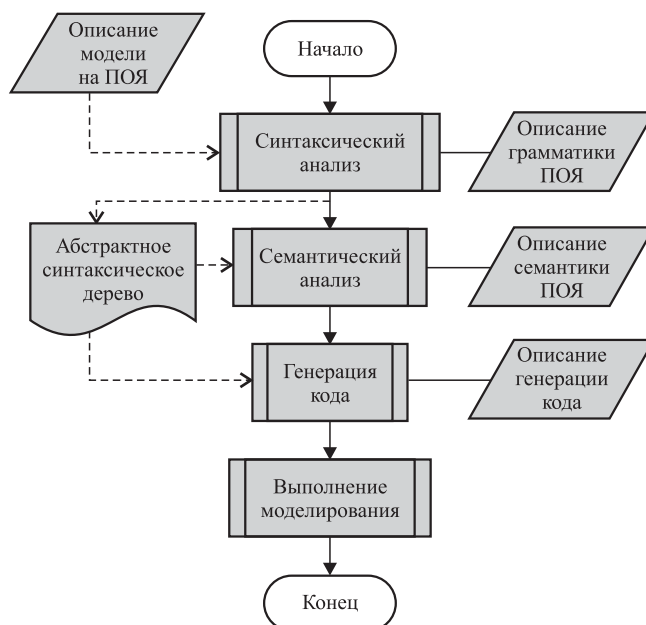 Описание
модели
на ПОЯ
Начало
Синтаксический
анализ
Описание
грамматики
ПОЯ
Абстрактное
синтаксическое
дерево
Семантический
анализ
Описание
семантики
ПОЯ
Генерация
кода
Описание
генерации
кода
Выполнение
моделирования
Конец